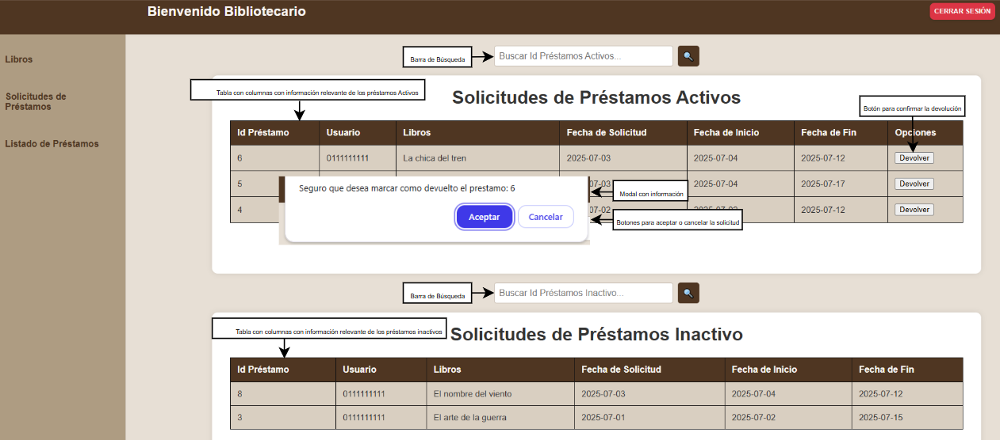 Bienvenido Bibliotecario
CERRAR SESIÓN
Libros
Solicitudes de
Préstamos
Listado de Préstamos
Barra de Búsqueda
Buscar Id Préstamos Activos...
Tabla con columnas con información relevante de los préstamos Activos
Solicitudes de Préstamos Activos
Botón para confirmar la devolución
Id Préstamo Usuario Libros Fecha de Solicitud Fecha de Inicio Fecha de Fin Opciones
6 0111111111 La chica del tren 2025-07-03 2025-07-04 2025-07-12 Devolver
5 07-03 2025-07-04 2025-07-17 Devolver
4 07-02 2025-07-12 Devolver
Seguro que desea marcar como devuelto el prestamo: 6
Aceptar Cancelar
Modal con información
Botones para aceptar o cancelar la solicitud
Barra de Búsqueda
Buscar Id Préstamos Inactivo...
Tabla con columnas con información relevante de los préstamos inactivos
Solicitudes de Préstamos Inactivo
Id Préstamo Usuario Libros Fecha de Solicitud Fecha de Inicio Fecha de Fin
8 0111111111 El nombre del viento 2025-07-03 2025-07-04 2025-07-12
3 0111111111 El arte de la guerra 2025-07-01 2025-07-02 2025-07-15